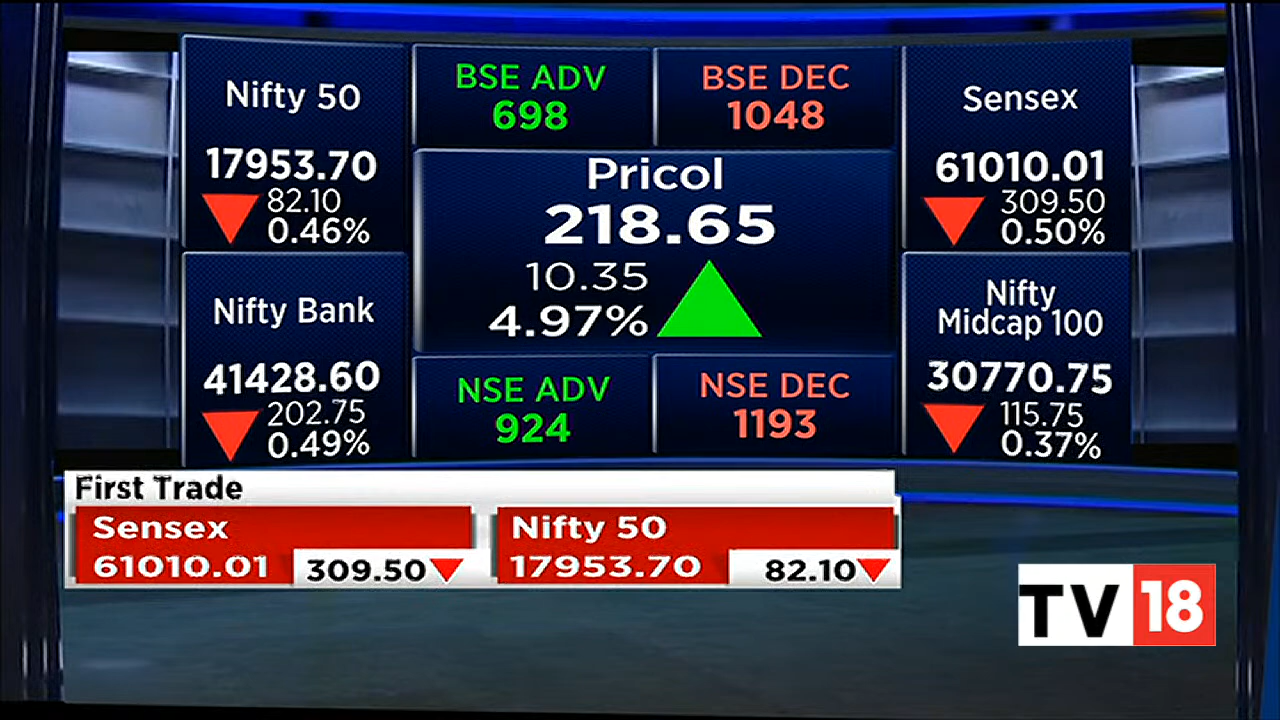 Nifty 50
17953.70
82.10
0.46%
BSE ADV
698
BSE DEC
1048
Sensex
61010.01
309.50
0.50%
Pricol
218.65
10.35
4.97%
Nifty Bank
41428.60
202.75
0.49%
NSE ADV
924
NSE DEC
1193
Nifty
Midcap 100
30770.75
115.75
0.37%
First Trade
Sensex
61010.01
309.50
Nifty 50
17953.70
82.10
TV18